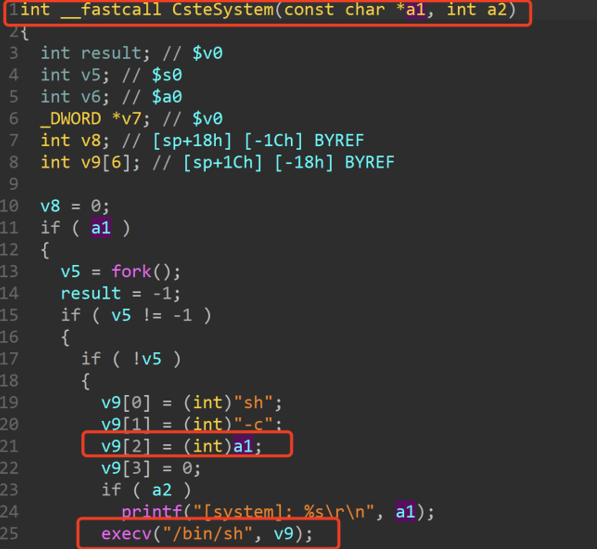 1int __fastcall CsteSystem(const char *a1, int a2)
2{
3 int result; // $v0
4 int v5; // $s0
5 int v6; // $a0
6 _DWORD *v7; // $v0
7 int v8; // [sp+18h] [-1Ch] BYREF
8 int v9[6]; // [sp+1Ch] [-18h] BYREF
9
10 v8 = 0;
11 if ( a1 )
12 {
13 v5 = fork();
14 result = -1;
15 if ( v5 != -1 )
16 {
17 if ( !v5 )
18 {
19 v9[0] = (int)"sh";
20 v9[1] = (int)"-c";
21 v9[2] = (int)a1;
22 v9[3] = 0;
23 if ( a2 )
24 printf("[system]: %s\r\n", a1);
25 execv("/bin/sh", v9);